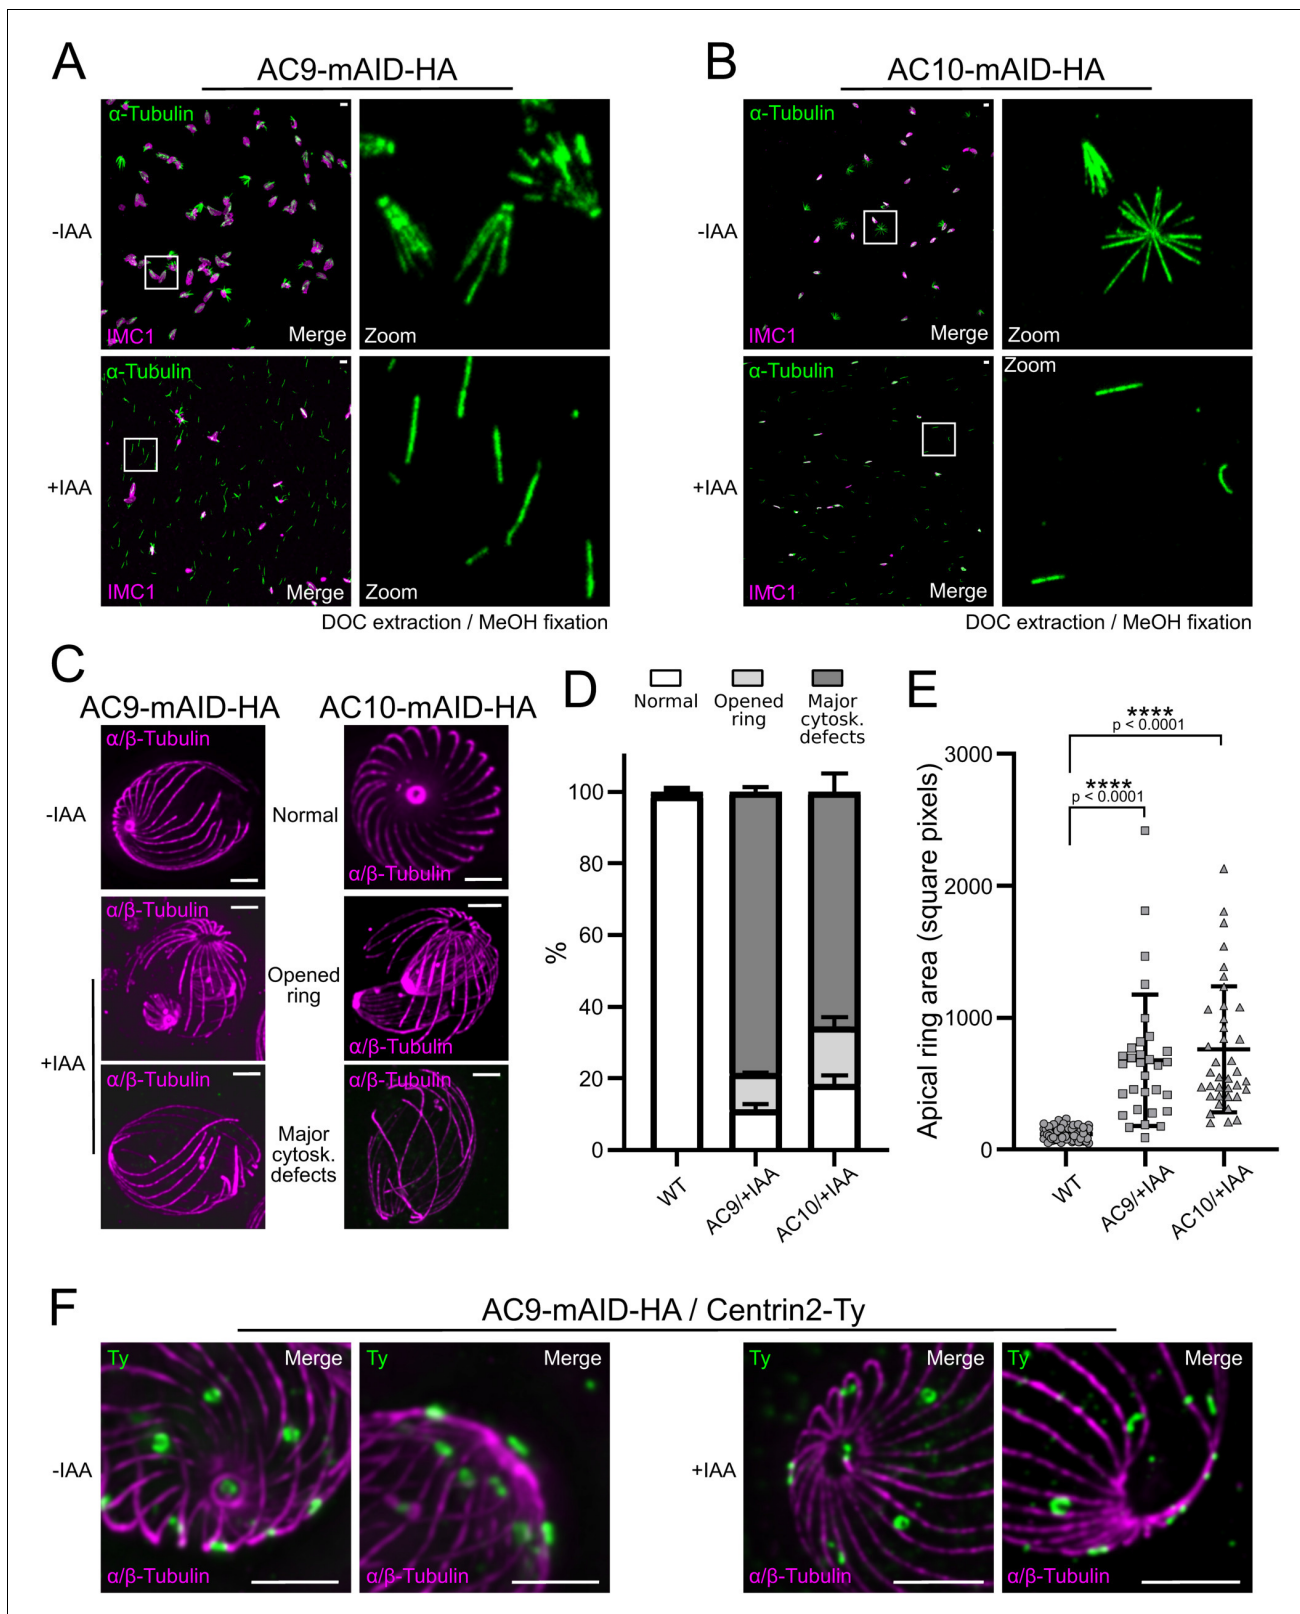 A
AC9-mAID-HA
α-Tubulin
-IAA
IMC1
Merge
Zoom
α-Tubulin
+IAA
IMC1
Merge
Zoom
DOC extraction / MeOH fixation
B
AC10-mAID-HA
α-Tubulin
-IAA
IMC1
Merge
Zoom
α-Tubulin
Zoom
+IAA
IMC1
Merge
DOC extraction / MeOH fixation
C
AC9-mAID-HA
AC10-mAID-HA
α/β-Tubulin
-IAA
Normal
α/β-Tubulin
α/β-Tubulin
Opened
ring
α/β-Tubulin
+IAA
α/β-Tubulin
α/β-Tubulin
Major
cytosk.
defects
D
Normal
Opened
ring
Major
cytosk.
defects
%
100
80
60
40
20
0
WT
AC9/+IAA
AC10/+IAA
E
Apical ring area (square pixels)
3000
2000
1000
0
****
p < 0.0001
****
p < 0.0001
WT
AC9/+IAA
AC10/+IAA
F
AC9-mAID-HA / Centrin2-Ty
Ty
Merge
Ty
Merge
-IAA
α/β-Tubulin
α/β-Tubulin
Ty
Merge
Ty
Merge
+IAA
α/β-Tubulin
α/β-Tubulin